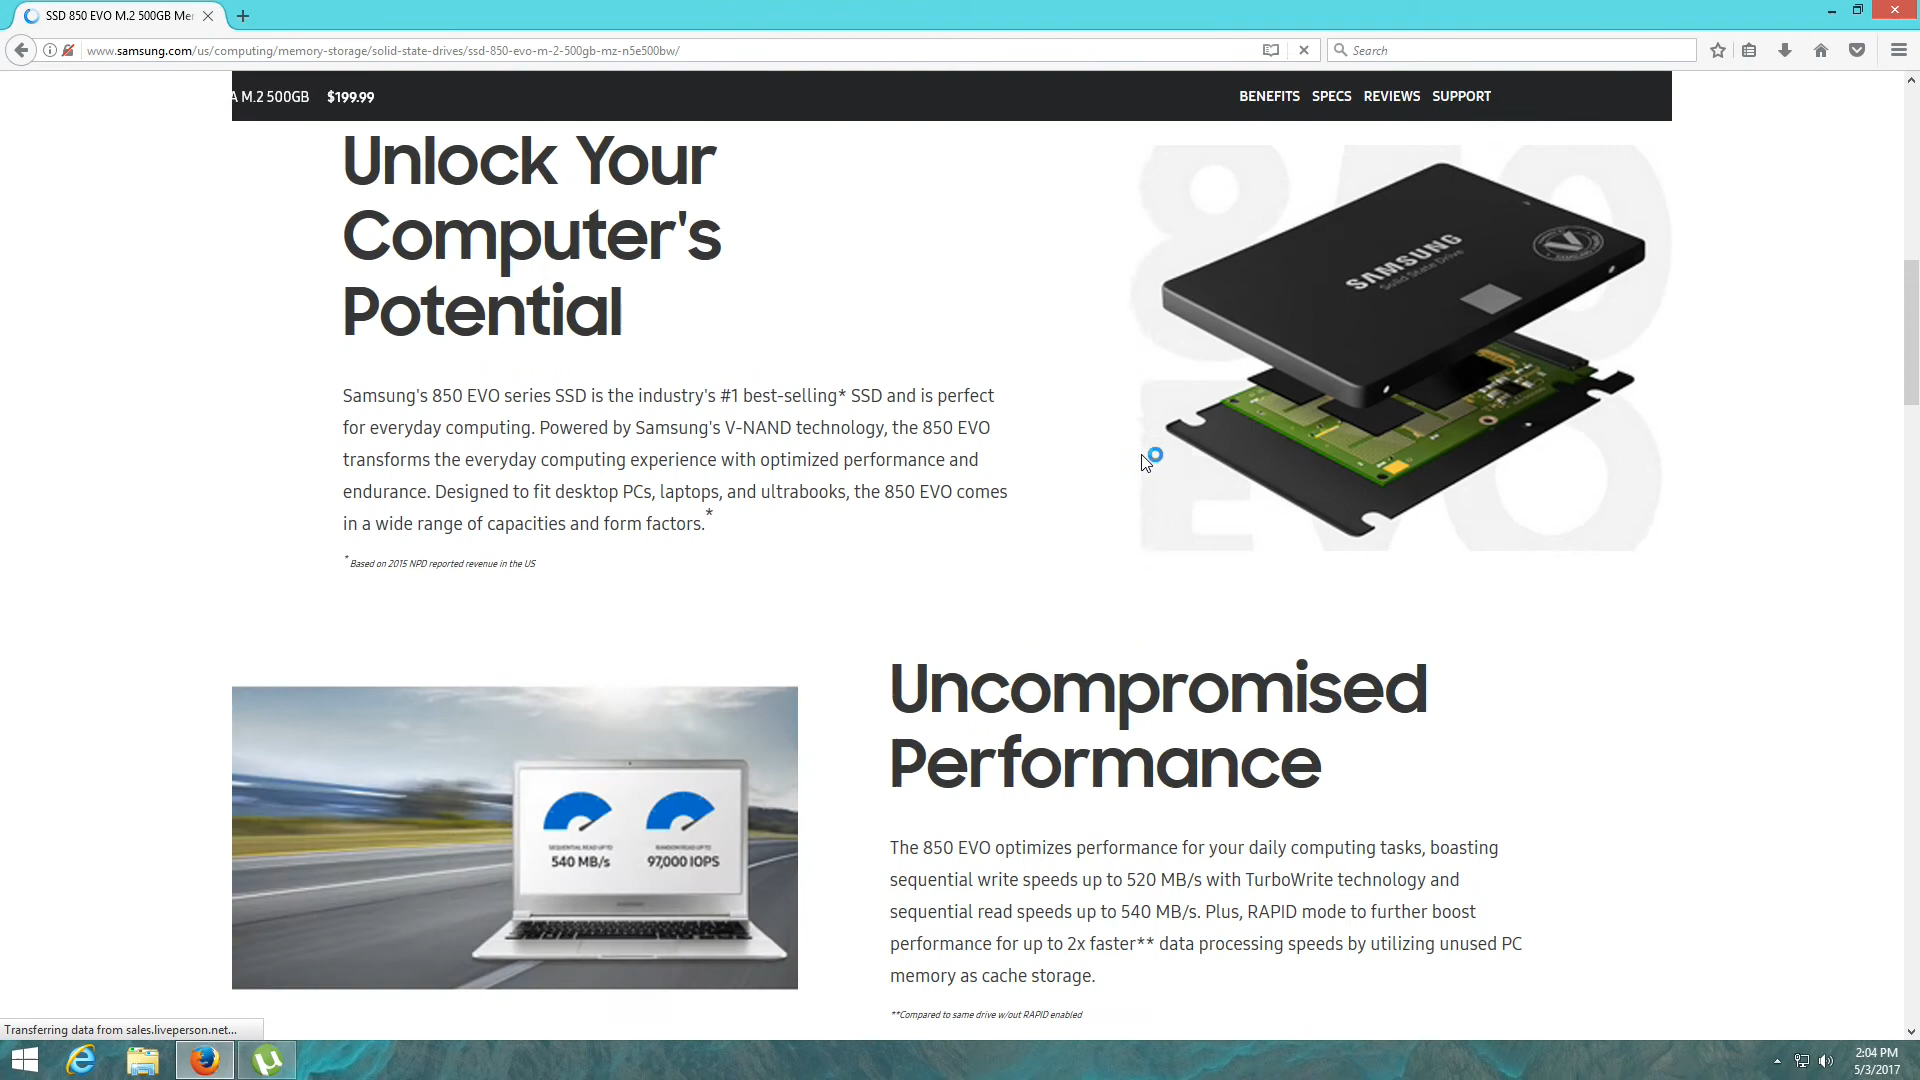 SSD 850 EVO M.2 500GB Mer
www.samsung.com/us/computing/memory-storage/solid-state-drives/ssd-850-evo-m-2-500gb-mz-n5e500bw/
Search
A M.2 500GB $199.99
BENEFITS SPECS REVIEWS SUPPORT
Unlock Your
Computer's
Potential
Samsung's 850 EVO series SSD is the industry's #1 best-selling* SSD and is perfect
for everyday computing. Powered by Samsung's V-NAND technology, the 850 EVO
transforms the everyday computing experience with optimized performance and
endurance. Designed to fit desktop PCs, laptops, and ultrabooks, the 850 EVO comes
in a wide range of capacities and form factors.*
* Based on 2015 NPD reported revenue in the US
850
EVO
SAMSUNG
Solid State Drive
V
Uncompromised
Performance
SEQUENTIAL READ UP TO
540 MB/s
RANDOM READ UP TO
97,000 IOPS
The 850 EVO optimizes performance for your daily computing tasks, boasting
sequential write speeds up to 520 MB/s with TurboWrite technology and
sequential read speeds up to 540 MB/s. Plus, RAPID mode to further boost
performance for up to 2x faster** data processing speeds by utilizing unused PC
memory as cache storage.
**Compared to same drive w/out RAPID enabled
Transferring data from sales.liveperson.net...
2:04 PM
5/3/2017